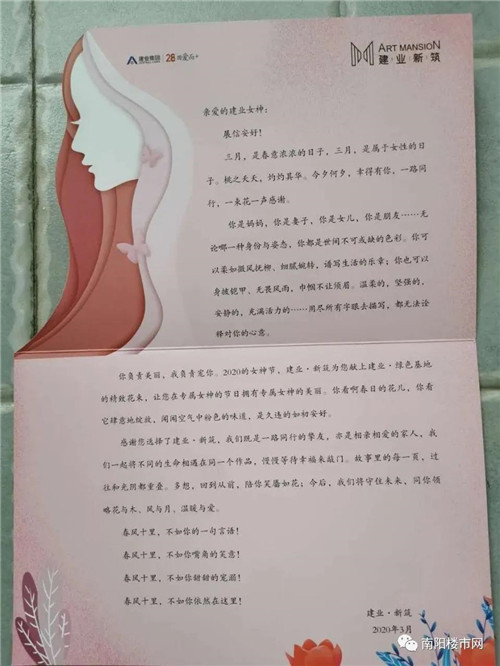 建业集团
28 因爱而+
ART MANSION
建业新筑
亲爱的建业女神：
展信安好！
三月，是春意浓浓的日子，三月，是属于女性的日
子。桃之夭夭，灼灼其华。今夕何夕，幸得有你，一路同
行，一束花一声感谢。
你是妈妈，你是妻子，你是女儿，你是朋友……无
论哪一种身份与姿态，你都是世间不可或缺的色彩。你可
以柔如微风抚柳、细腻婉转，谱写生活的乐章；你也可以
身披铠甲、无畏风雨，巾帼不让须眉。温柔的，坚强的，
安静的，充满活力的……用尽所有字眼去描写，都无法诠
释对你的心意。
你负责美丽，我负责宠你。2020的女神节，建业·新筑为您献上建业·绿色基地
的精致花束，让您在专属女神的节日拥有专属女神的美丽。你看啊春日的花儿，你看
它肆意地绽放，闻闻空气中粉色的味道，是久违的如初安好。
感谢您选择了建业·新筑，我们既是一路同行的挚友，亦是相亲相爱的家人，我
们一起将不同的生命相遇在同一个作品，慢慢等待幸福来敲门。故事里的每一页，过
往和光阴都重叠。多想，回到从前，陪你笑靥如花；今后，我们将守住未来，同你领
略花与木、风与月、温暖与爱。
春风十里，不如你的一句言语！
春风十里，不如你嘴角的笑意！
春风十里，不如你甜甜的宠溺！
春风十里，不如你依然在这里！
建业·新筑
2020年3月
南阳楼市网